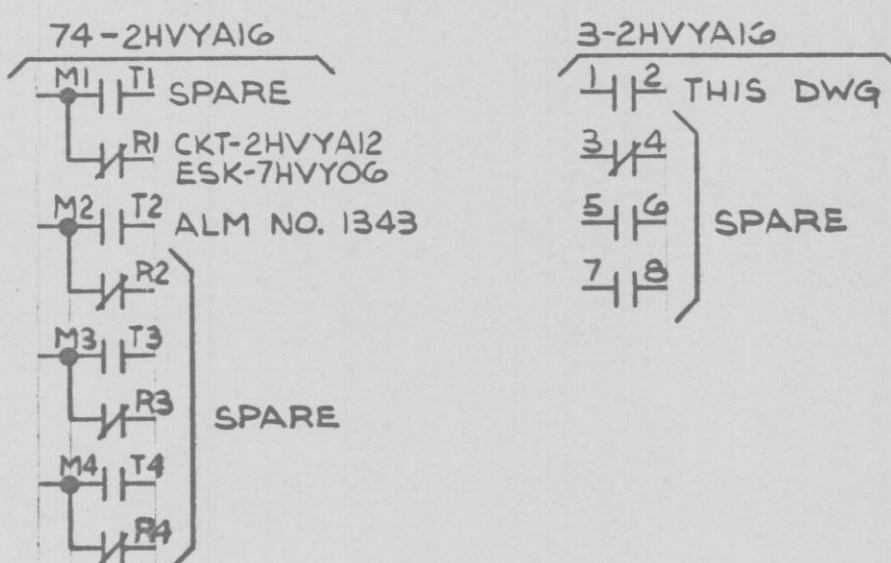 74-2HVYA16
M1 T1 SPARE
R1 CKT-2HVYA12
ESK-7HVY06
M2 T2 ALM NO. 1343
R2
M3 T3
R3
SPARE
M4 T4
R4
3-2HVYA16
1 2 THIS DWG
3 4
5 6
SPARE
7 8